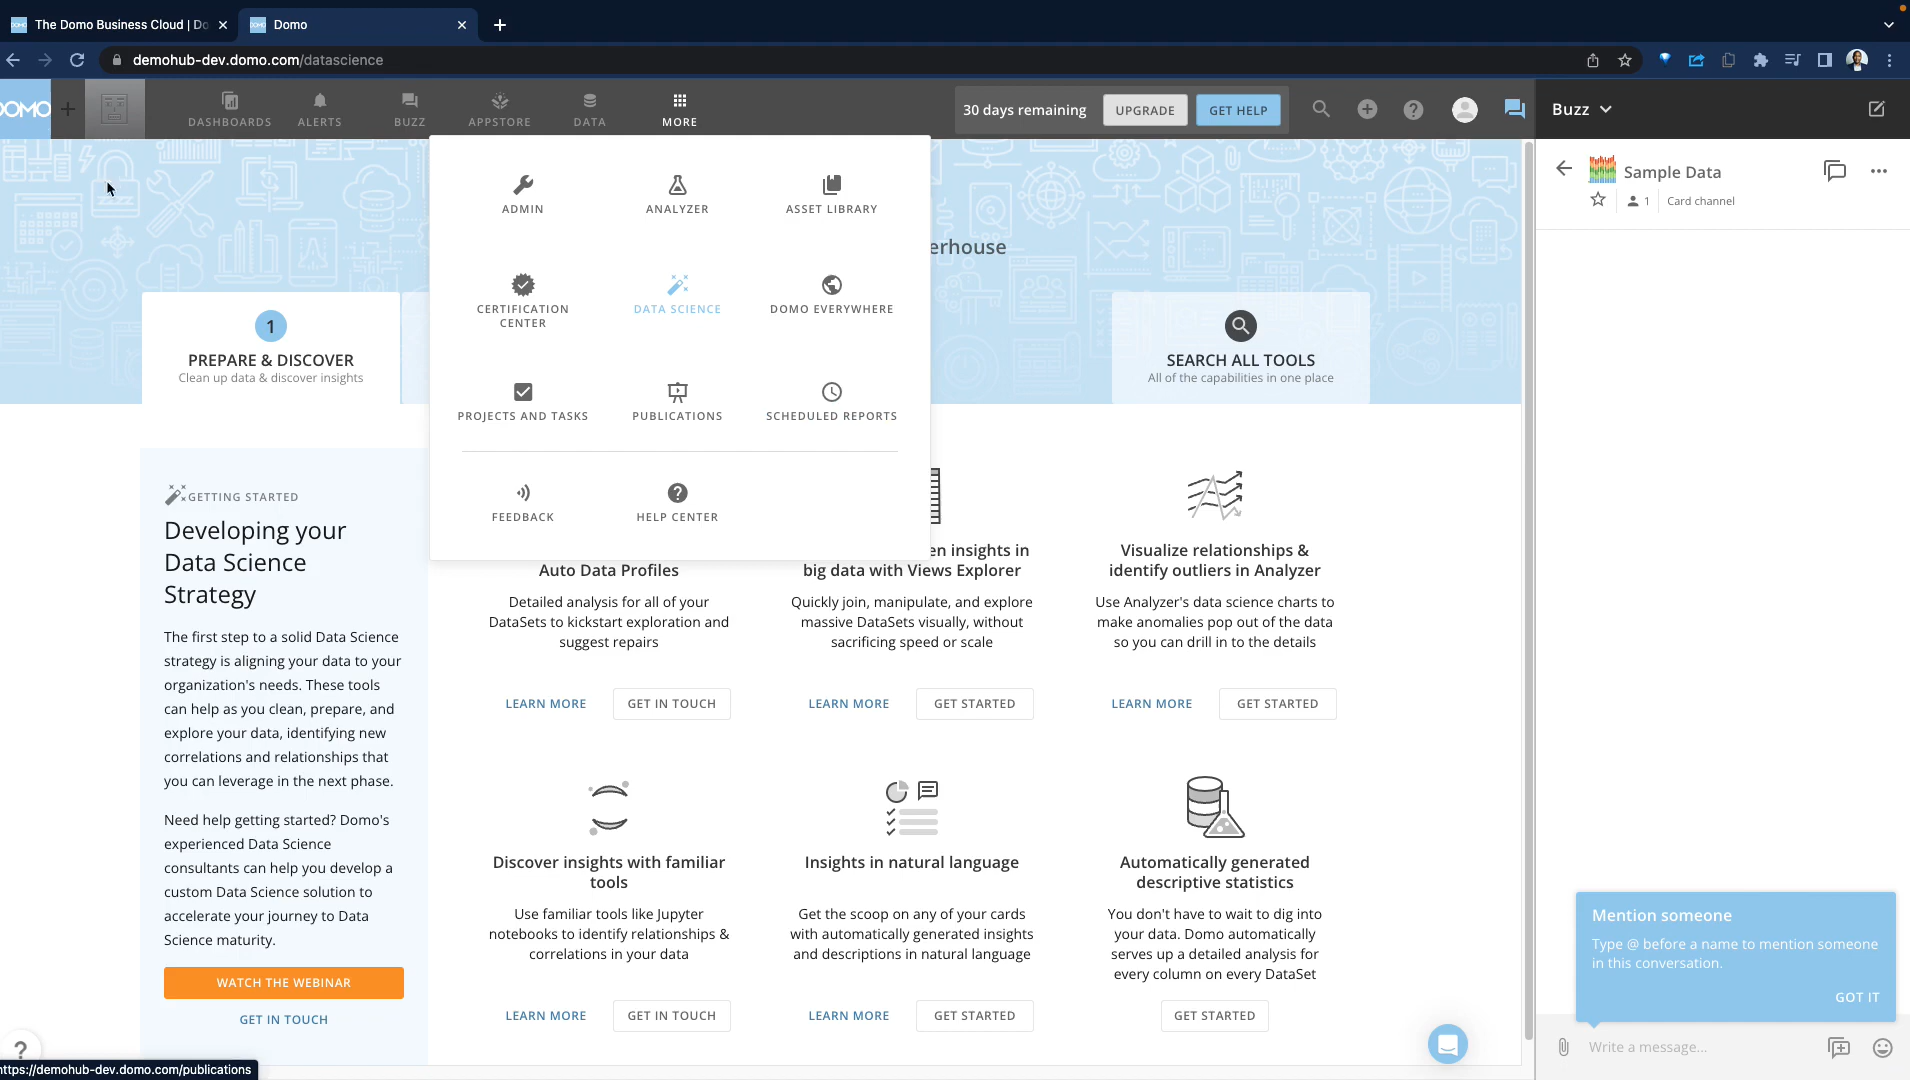 The Domo Business Cloud | Do
Domo
demohub-dev.domo.com/datascience
DOMO
DASHBOARDS
ALERTS
BUZZ
APPSTORE
DATA
MORE
30 days remaining
UPGRADE
GET HELP
Buzz
Sample Data
1
Card channel
ADMIN
ANALYZER
ASSET LIBRARY
CERTIFICATION
CENTER
DATA SCIENCE
DOMO EVERYWHERE
PROJECTS AND TASKS
PUBLICATIONS
SCHEDULED REPORTS
FEEDBACK
HELP CENTER
erhouse
1
PREPARE & DISCOVER
Clean up data & discover insights
SEARCH ALL TOOLS
All of the capabilities in one place
GETTING STARTED
Developing your
Data Science
Strategy
The first step to a solid Data Science
strategy is aligning your data to your
organization's needs. These tools
can help as you clean, prepare, and
explore your data, identifying new
correlations and relationships that
you can leverage in the next phase.
Need help getting started? Domo's
experienced Data Science
consultants can help you develop a
custom Data Science solution to
accelerate your journey to Data
Science maturity.
WATCH THE WEBINAR
GET IN TOUCH
Auto Data Profiles
Detailed analysis for all of your
DataSets to kickstart exploration and
suggest repairs
LEARN MORE
GET IN TOUCH
en insights in
big data with Views Explorer
Quickly join, manipulate, and explore
massive DataSets visually, without
sacrificing speed or scale
LEARN MORE
GET STARTED
Visualize relationships &
identify outliers in Analyzer
Use Analyzer's data science charts to
make anomalies pop out of the data
so you can drill in to the details
LEARN MORE
GET STARTED
Discover insights with familiar
tools
Use familiar tools like Jupyter
notebooks to identify relationships &
correlations in your data
LEARN MORE
GET IN TOUCH
Insights in natural language
Get the scoop on any of your cards
with automatically generated insights
and descriptions in natural language
LEARN MORE
GET STARTED
Automatically generated
descriptive statistics
You don't have to wait to dig into
your data. Domo automatically
serves up a detailed analysis for
every column on every DataSet
GET STARTED
Mention someone
Type @ before a name to mention someone
in this conversation.
GOT IT
Write a message...
?
https://demohub-dev.domo.com/publications